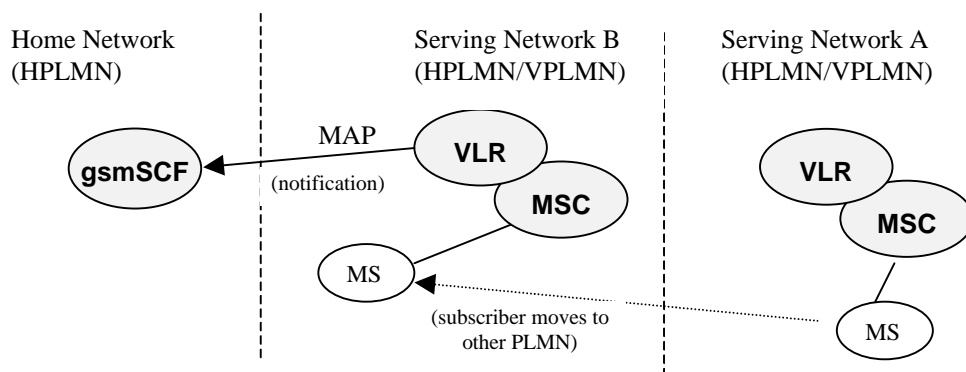 Home Network
(HPLMN)
Serving Network B
(HPLMN/VPLMN)
Serving Network A
(HPLMN/VPLMN)
gsmSCF
MAP
(notification)
VLR
MSC
MS
(subscriber moves to
other PLMN)
VLR
MSC
MS